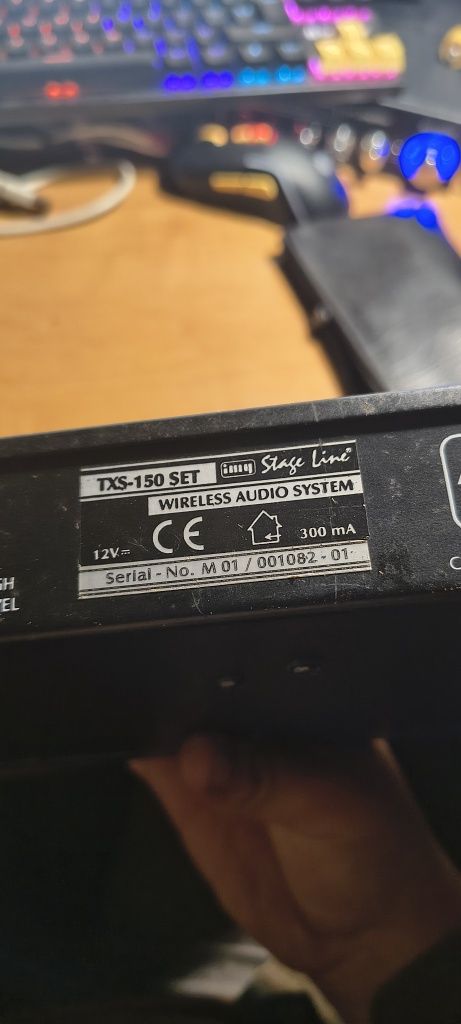 TXS-150 SET img Stage Line®
WIRELESS AUDIO SYSTEM
12V⎓ CE 300 mA
Serial - No. M 01 / 001082 - 01